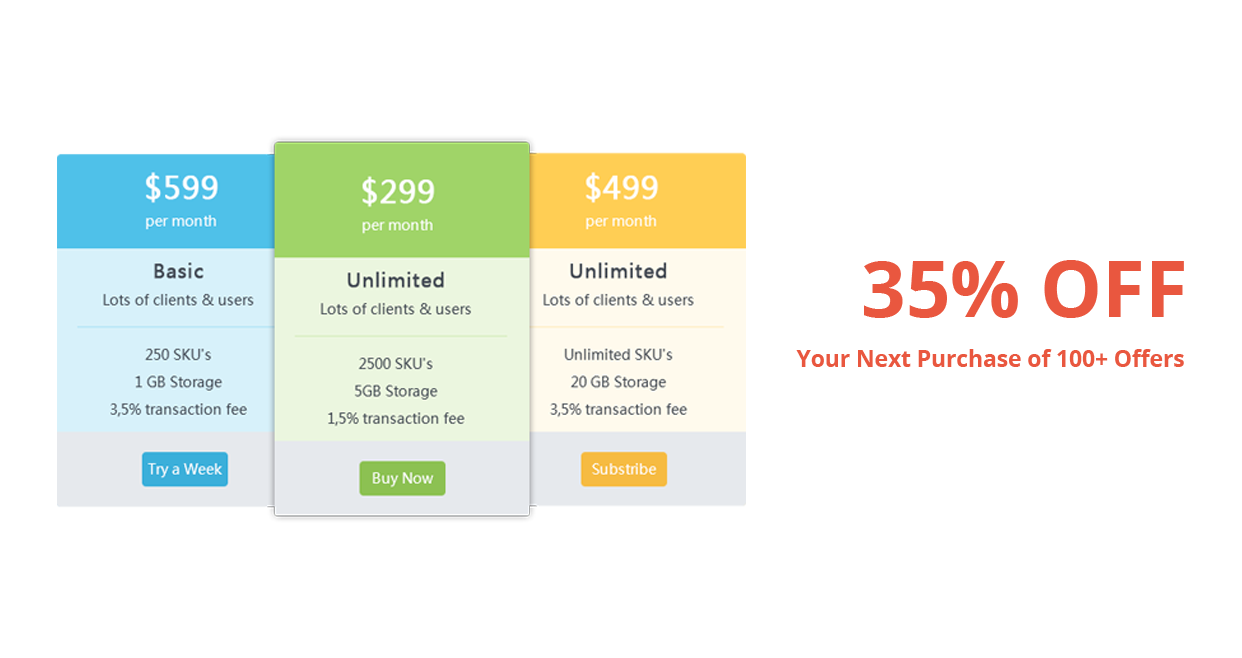 $599
per month
Basic
Lots of clients & users
250 SKU's
1 GB Storage
3,5% transaction fee
Try a Week
$299
per month
Unlimited
Lots of clients & users
2500 SKU's
5GB Storage
1,5% transaction fee
Buy Now
$499
per month
Unlimited
Lots of clients & users
Unlimited SKU's
20 GB Storage
3,5% transaction fee
Substribe
35% OFF
Your Next Purchase of 100+ Offers